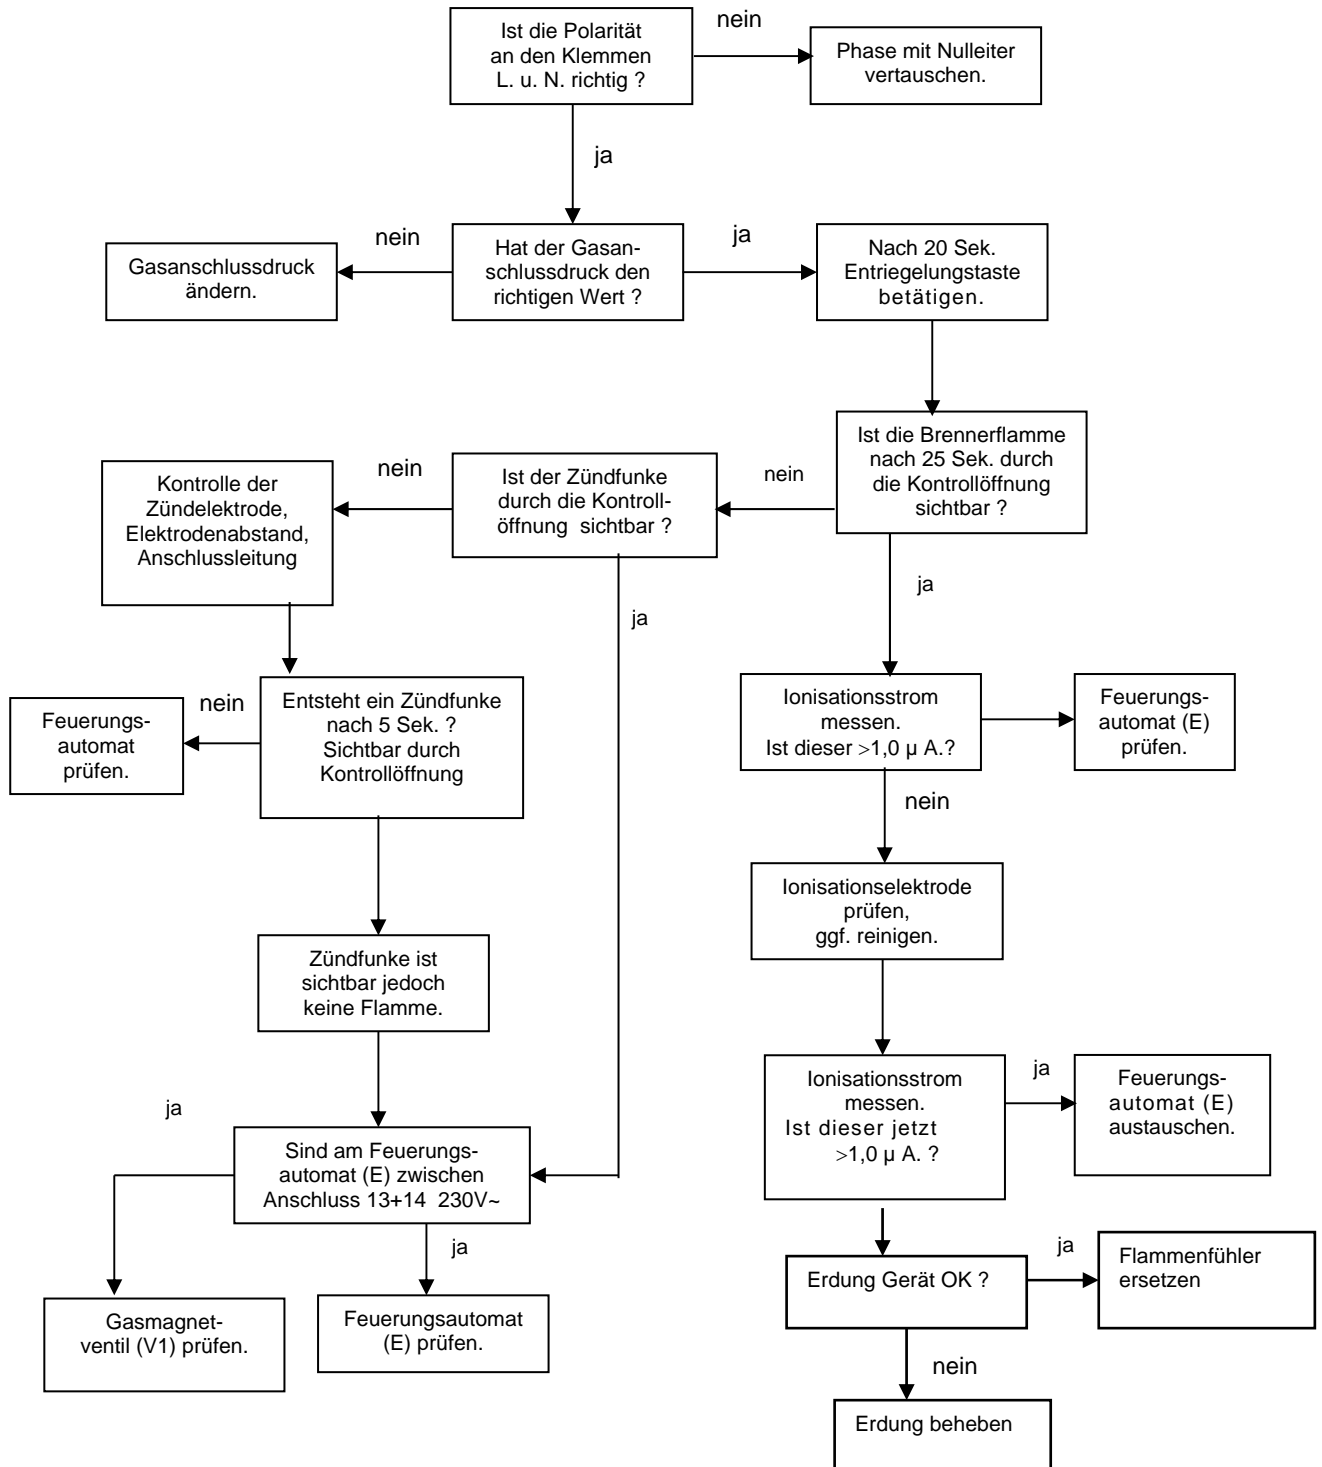 Ist die Polarität
an den Klemmen
L. u. N. richtig ?
nein
Phase mit Nulleiter
vertauschen.
ja
Gasanschlussdruck
ändern.
nein
Hat der Gasan-
schlussdruck den
richtigen Wert ?
ja
Nach 20 Sek.
Entriegelungstaste
betätigen.
Kontrolle der
Zündelektrode,
Elektrodenabstand,
Anschlussleitung
nein
Ist der Zündfunke
durch die Kontroll-
öffnung sichtbar ?
nein
Ist die Brennerflamme
nach 25 Sek. durch
die Kontrollöffnung
sichtbar ?
ja
ja
Feuerungs-
automat
prüfen.
nein
Entsteht ein Zündfunke
nach 5 Sek. ?
Sichtbar durch
Kontrollöffnung
Ionisationsstrom
messen.
Ist dieser >1,0 µ A.?
Feuerungs-
automat (E)
prüfen.
nein
Ionisationselektrode
prüfen,
ggf. reinigen.
Zündfunke ist
sichtbar jedoch
keine Flamme.
Ionisationsstrom
messen.
Ist dieser jetzt
>1,0 µ A. ?
ja
Feuerungs-
automat (E)
austauschen.
ja
Sind am Feuerungs-
automat (E) zwischen
Anschluss 13+14 230V~
ja
Gasmagnet-
ventil (V1) prüfen.
Feuerungsautomat
(E) prüfen.
Erdung Gerät OK ?
ja
Flammenfühler
ersetzen
nein
Erdung beheben